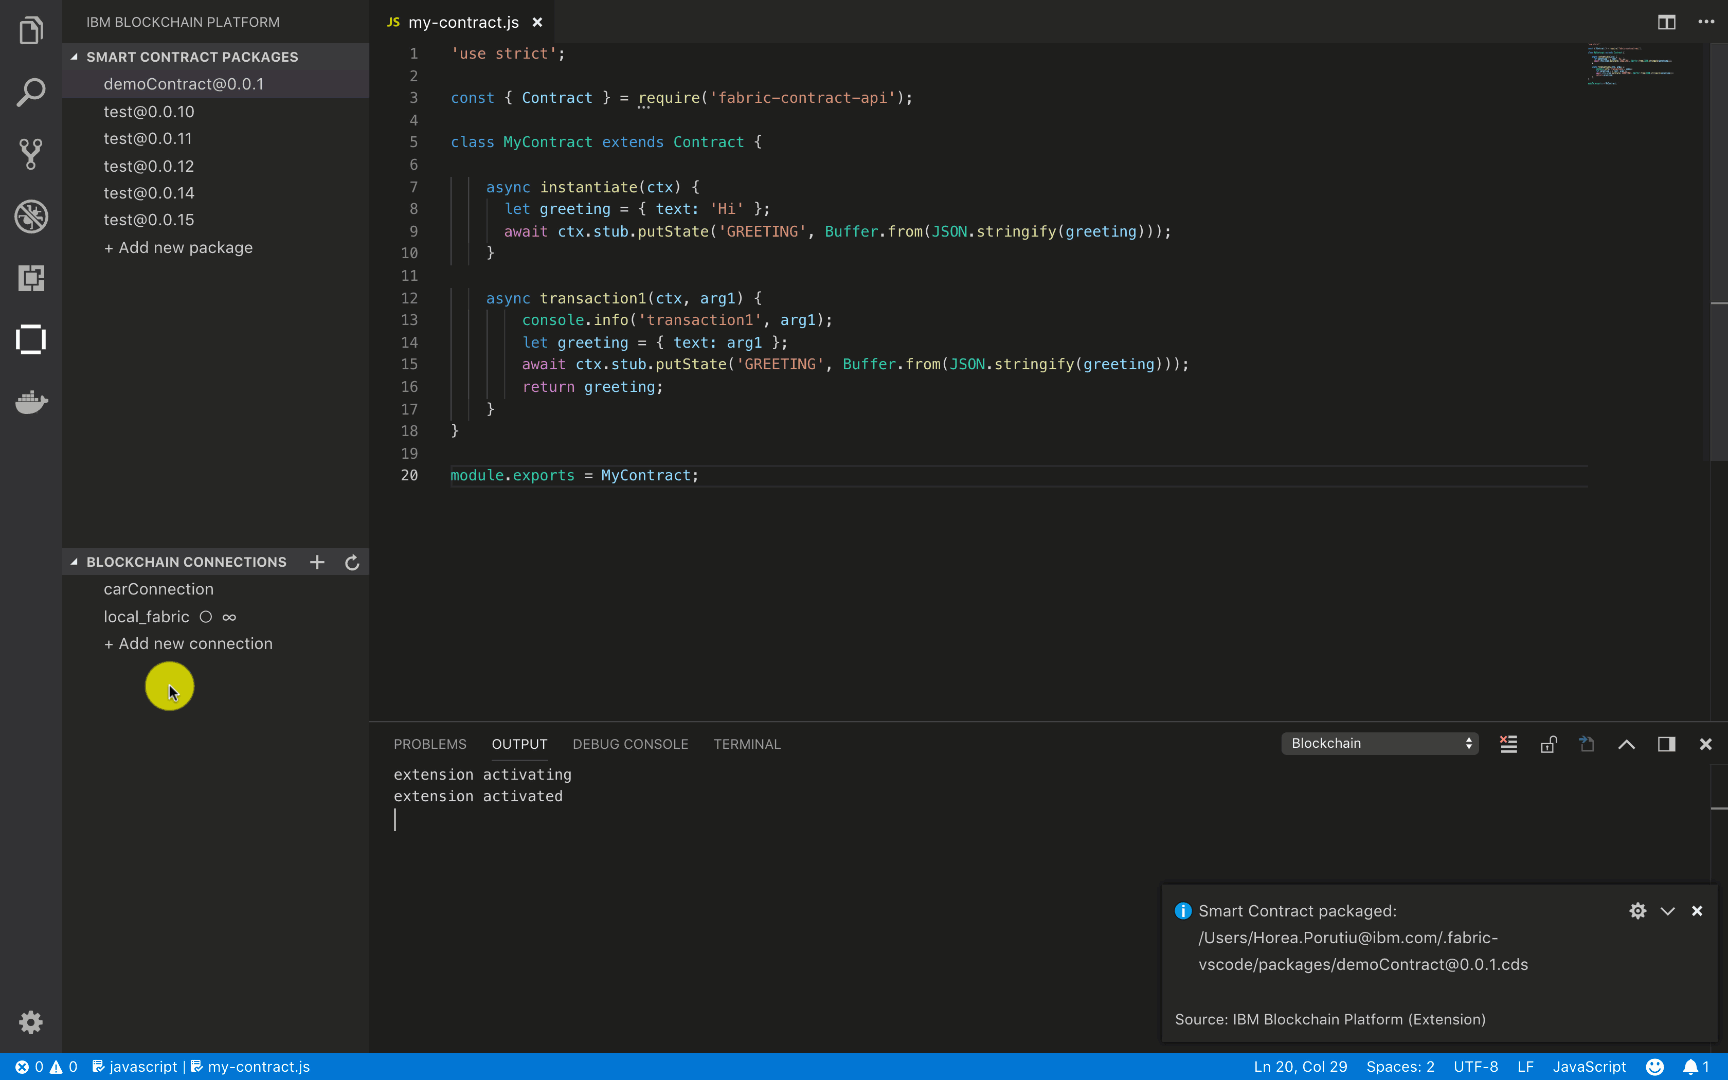 IBM BLOCKCHAIN PLATFORM
SMART CONTRACT PACKAGES
demoContract@0.0.1
test@0.0.10
test@0.0.11
test@0.0.12
test@0.0.14
test@0.0.15
+ Add new package
BLOCKCHAIN CONNECTIONS
carConnection
local_fabric ○ ∞
+ Add new connection
JS my-contract.js
1 'use strict';
2
3 const { Contract } = require('fabric-contract-api');
4
5 class MyContract extends Contract {
6
7 async instantiate(ctx) {
8 let greeting = { text: 'Hi' };
9 await ctx.stub.putState('GREETING', Buffer.from(JSON.stringify(greeting)));
10 }
11
12 async transaction1(ctx, arg1) {
13 console.info('transaction1', arg1);
14 let greeting = { text: arg1 };
15 await ctx.stub.putState('GREETING', Buffer.from(JSON.stringify(greeting)));
16 return greeting;
17 }
18 }
19
20 module.exports = MyContract;
PROBLEMS OUTPUT DEBUG CONSOLE TERMINAL Blockchain
extension activating
extension activated
Smart Contract packaged:
/Users/Horea.Porutiu@ibm.com/.fabric-
vscode/packages/demoContract@0.0.1.cds
Source: IBM Blockchain Platform (Extension)
0 0 javascript | my-contract.js Ln 20, Col 29 Spaces: 2 UTF-8 LF JavaScript 1